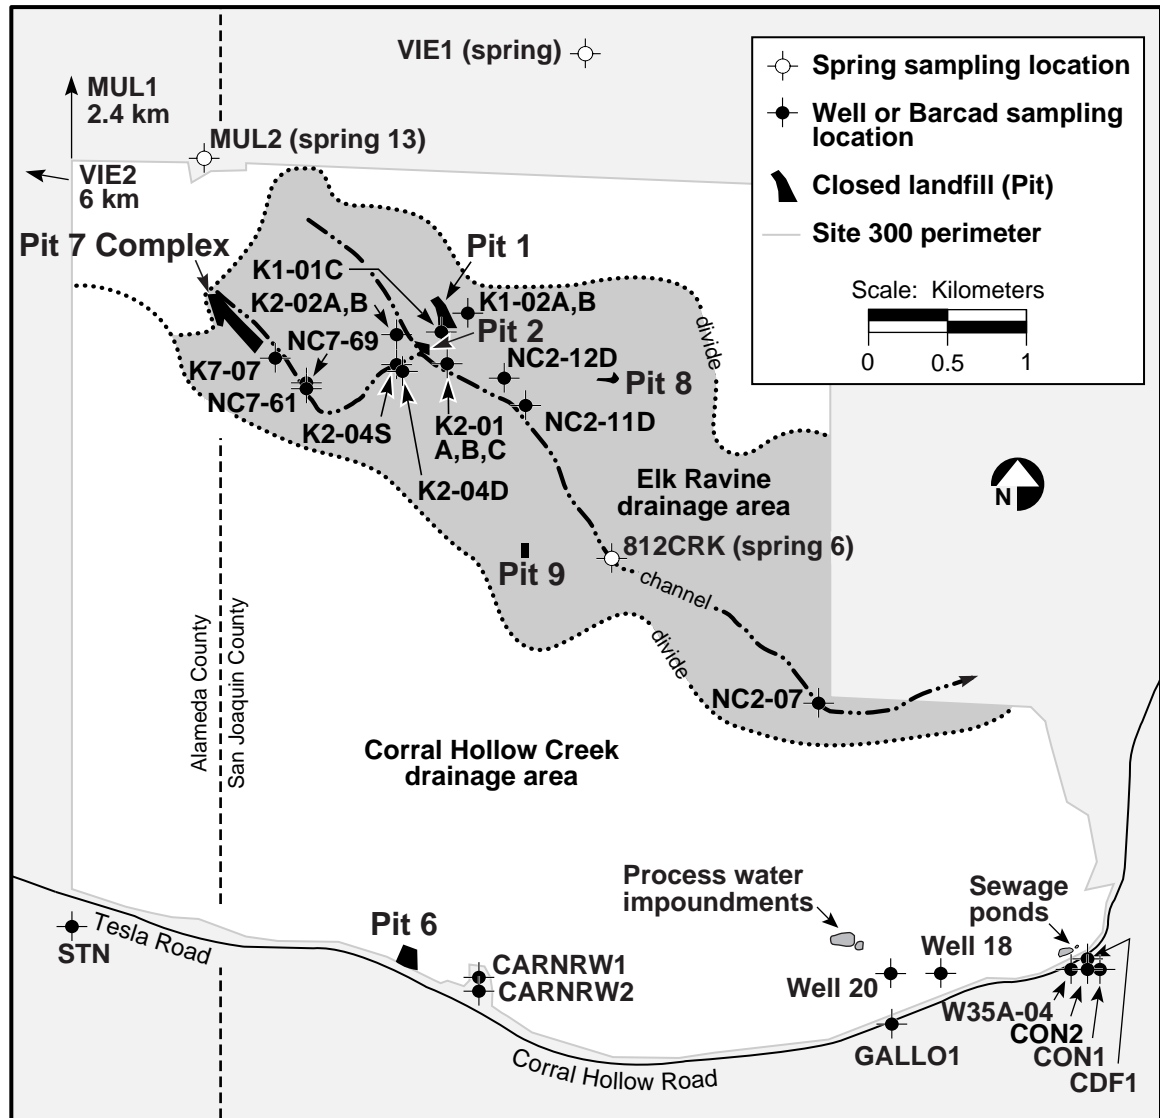 VIE1 (spring)
Spring sampling location
Well or Barcad sampling
location
Closed landfill (Pit)
Site 300 perimeter
Scale: Kilometers
0 0.5 1
MUL1
2.4 km
MUL2 (spring 13)
VIE2
6 km
Pit 7 Complex
Pit 1
K1-01C
K2-02A,B
K1-02A,B
Pit 2
NC7-69
NC2-12D
K7-07
Pit 8
NC7-61
NC2-11D
K2-04S
K2-01
A,B,C
K2-04D
divide
Elk Ravine
drainage area
N
812CRK (spring 6)
Pit 9
channel
divide
NC2-07
Alameda County
San Joaquin County
Corral Hollow Creek
drainage area
Process water
impoundments
Sewage
ponds
Pit 6
Well 18
STN
Tesla Road
CARNRW1
CARNRW2
Well 20
W35A-04
CON2
GALLO1
CON1
Corral Hollow Road
CDF1